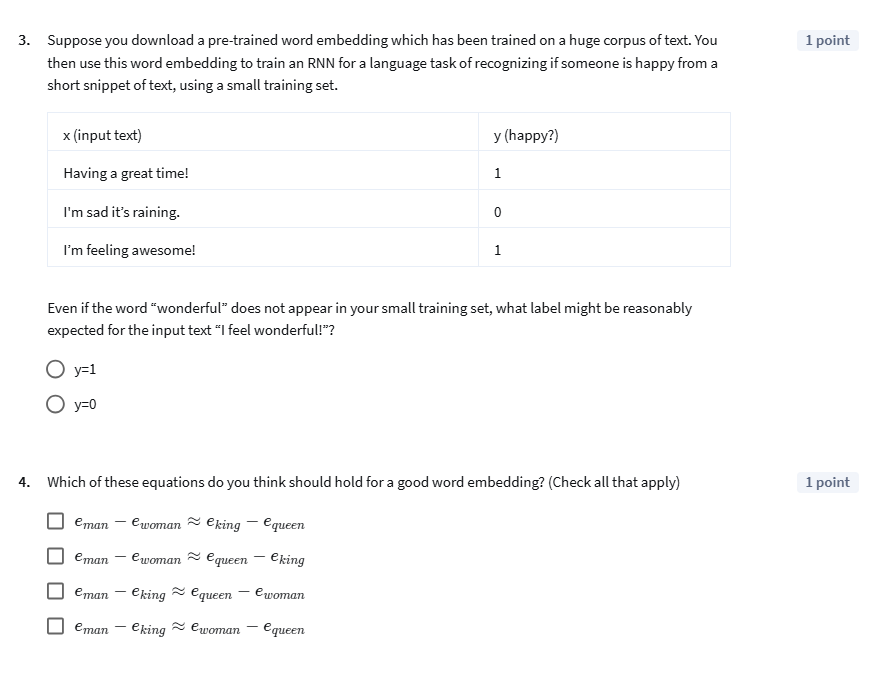 3. Suppose you download a pre-trained word embedding which has been trained on a huge corpus of text. You 1 point
then use this word embedding to train an RNN for a language task of recognizing if someone is happy from a
short snippet of text, using a small training set.
x (input text) y (happy?)
Having a great time! 1
I'm sad it’s raining. 0
I’m feeling awesome! 1
Even if the word “wonderful” does not appear in your small training set, what label might be reasonably
expected for the input text “I feel wonderful!”?
y=1
y=0
4. Which of these equations do you think should hold for a good word embedding? (Check all that apply) 1 point
e_{man} − e_{woman} ≈ e_{king} − e_{queen}
e_{man} − e_{woman} ≈ e_{queen} − e_{king}
e_{man} − e_{king} ≈ e_{queen} − e_{woman}
e_{man} − e_{king} ≈ e_{woman} − e_{queen}